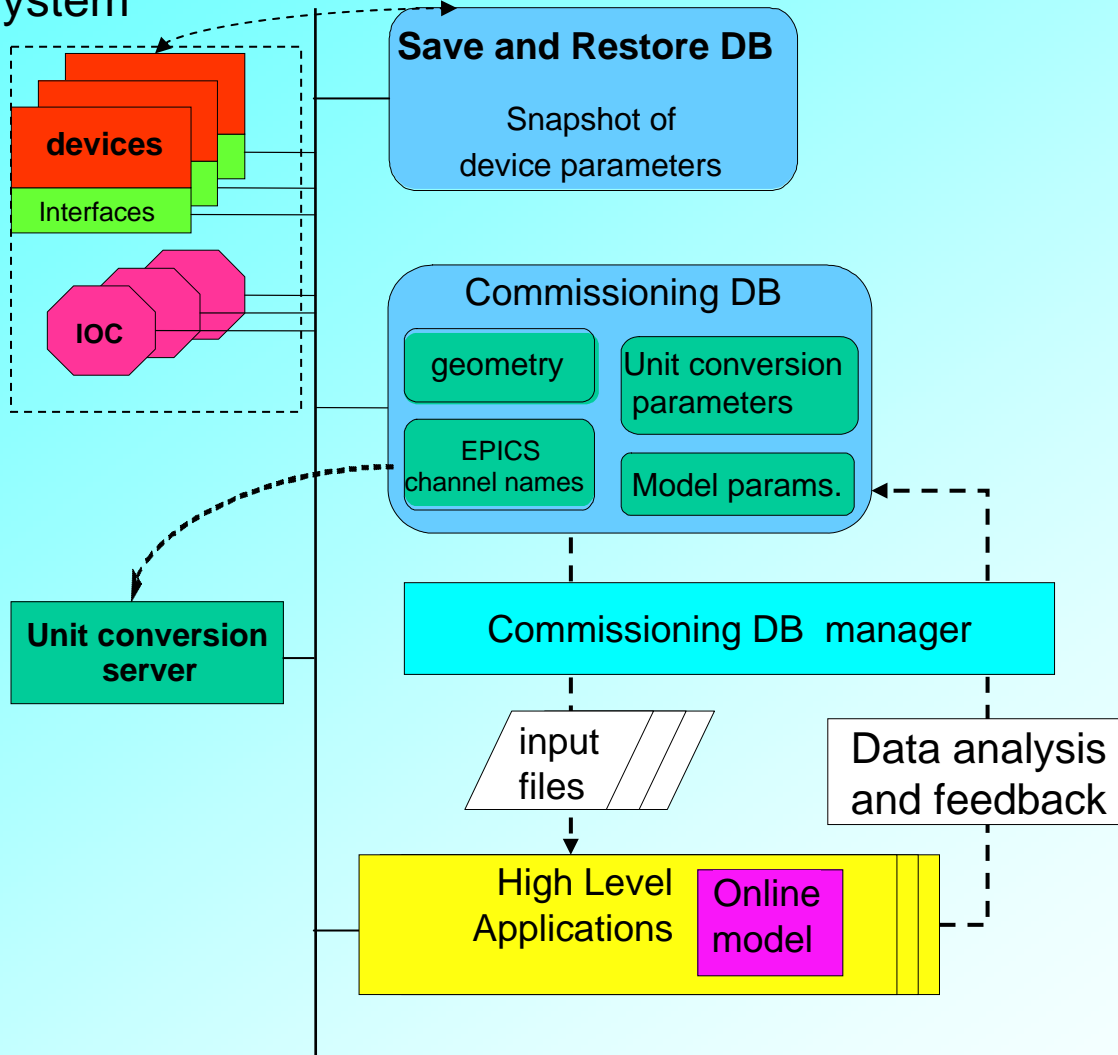 Save and Restore DB
Snapshot of
device parameters
devices
Interfaces
IOC
Commissioning DB
geometry
Unit conversion
parameters
EPICS
channel names
Model params.
Unit conversion
server
Commissioning DB manager
input
files
Data analysis
and feedback
High Level
Applications
Online
model